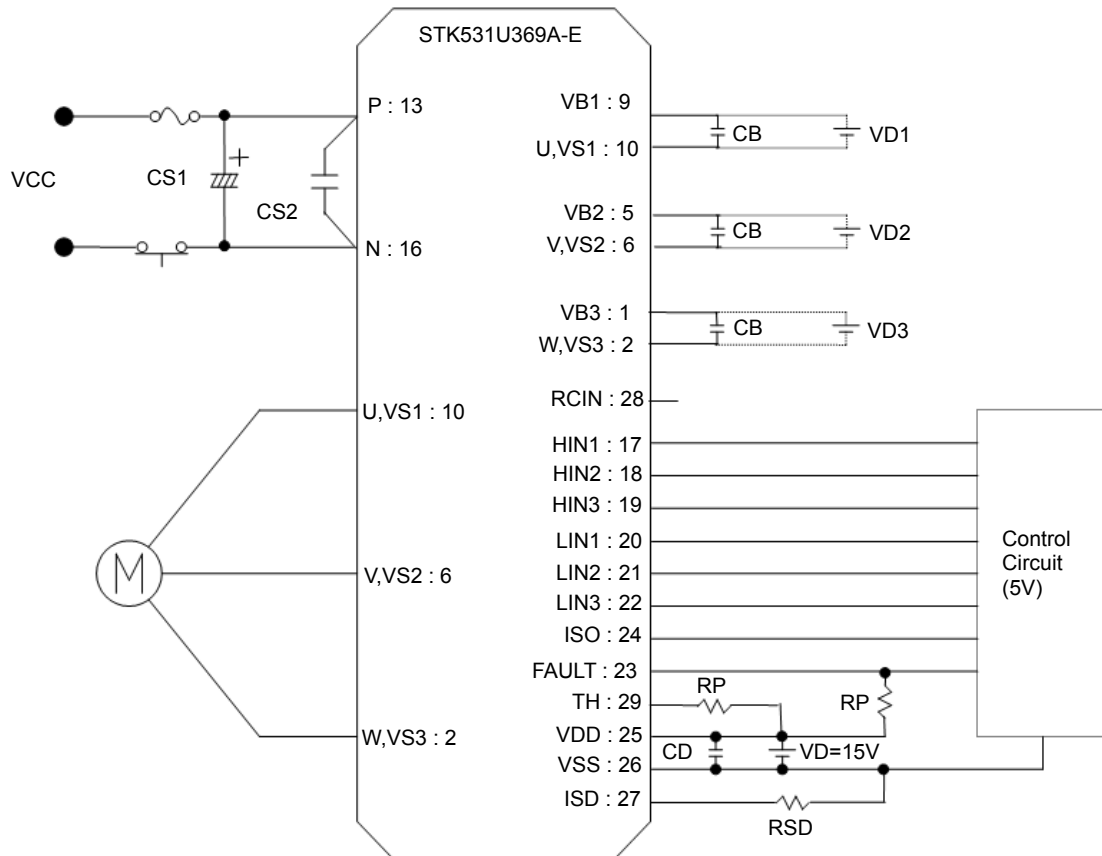 STK531U369A-E
P : 13
N : 16
VCC
CS1
+
CS2
U,VS1 : 10
V,VS2 : 6
W,VS3 : 2
M
VB1 : 9
U,VS1 : 10
CB
VD1
VB2 : 5
V,VS2 : 6
CB
VD2
VB3 : 1
W,VS3 : 2
CB
VD3
RCIN : 28
HIN1 : 17
HIN2 : 18
HIN3 : 19
LIN1 : 20
LIN2 : 21
LIN3 : 22
ISO : 24
FAULT : 23
TH : 29
VDD : 25
VSS : 26
ISD : 27
RP
RP
CD
VD=15V
RSD
Control
Circuit
(5V)